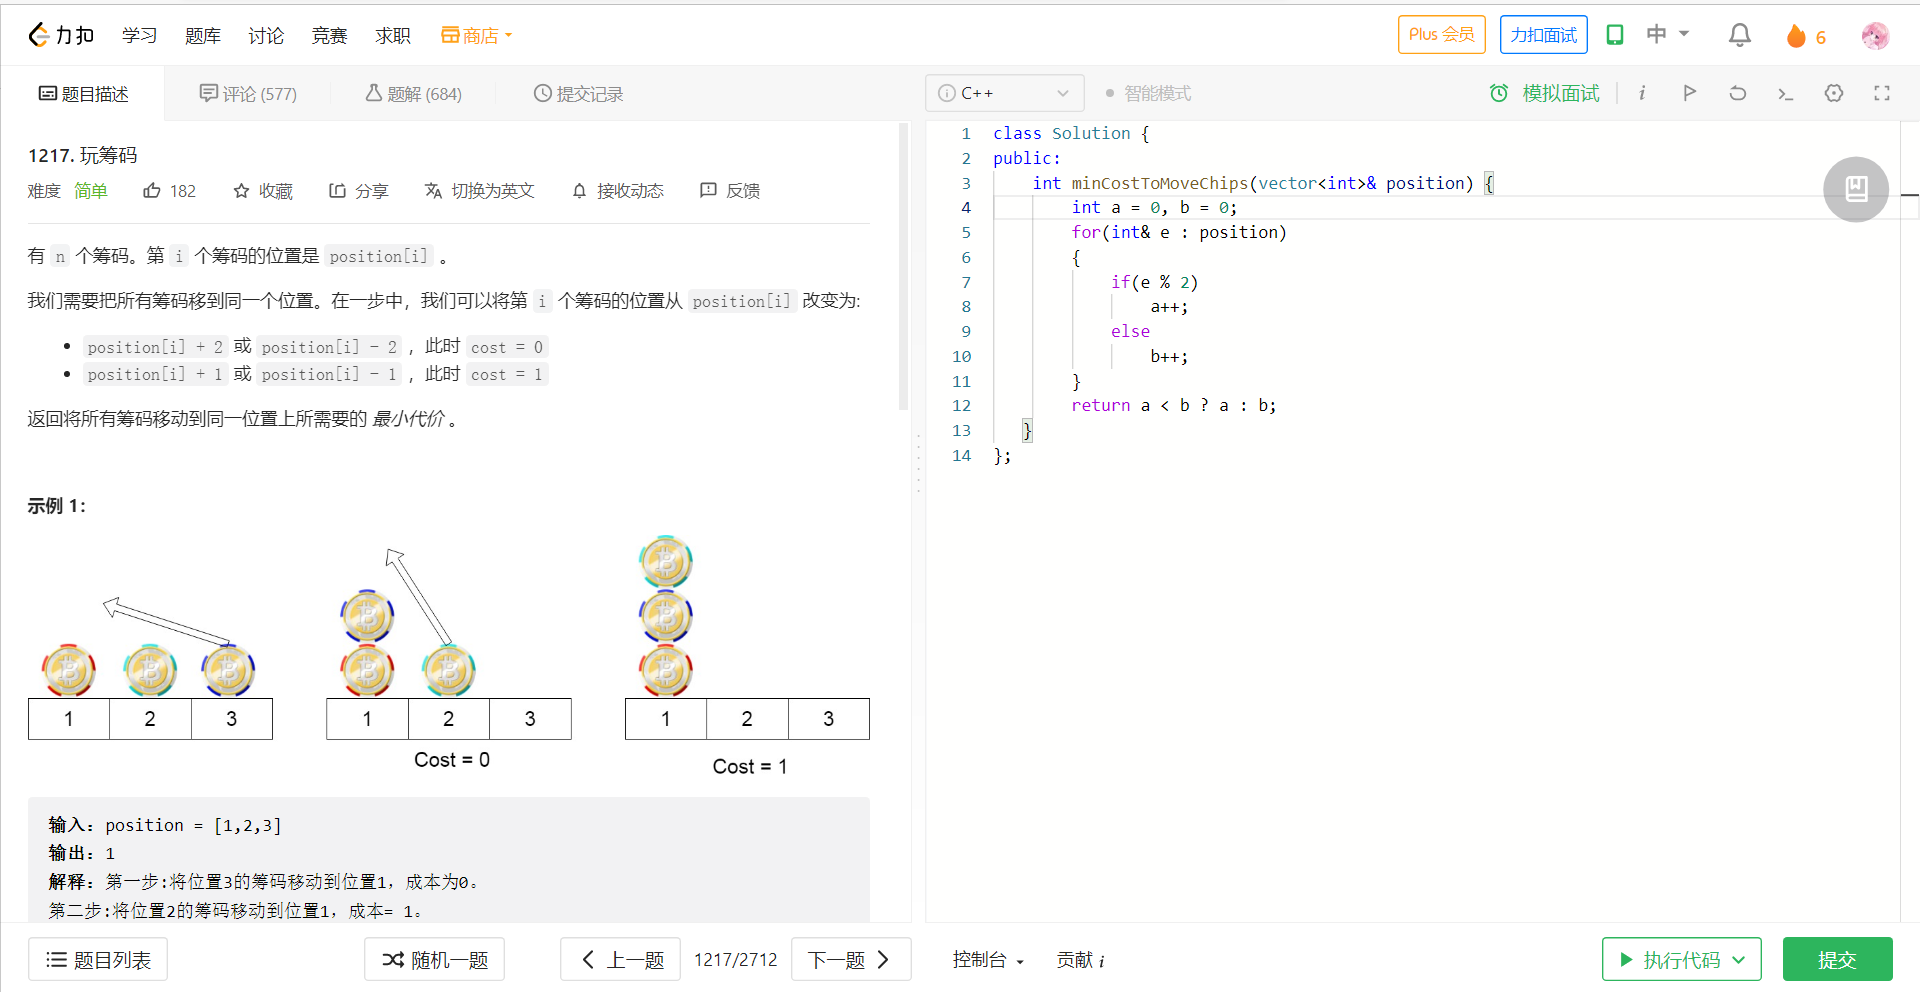 力扣 学习 题库 讨论 竞赛 求职 商店 Plus 会员 力扣面试 中 6
题目描述 评论 (577) 题解 (684) 提交记录 C++ 智能模式 模拟面试 i
1217. 玩筹码
难度 简单 182 收藏 分享 切换为英文 接收动态 反馈
有 n 个筹码。第 i 个筹码的位置是 position[i] 。
我们需要把所有筹码移到同一个位置。在一步中，我们可以将第 i 个筹码的位置从 position[i] 改变为:
position[i] + 2 或 position[i] - 2 ，此时 cost = 0
position[i] + 1 或 position[i] - 1 ，此时 cost = 1
返回将所有筹码移动到同一位置上所需要的 最小代价 。
示例 1：
1 2 3
1 2 3
1 2 3
Cost = 0
Cost = 1
输入：position = [1,2,3]
输出：1
解释：第一步:将位置3的筹码移动到位置1，成本为0。
第二步:将位置2的筹码移动到位置1，成本= 1。
1 class Solution {
2 public:
3     int minCostToMoveChips(vector<int>& position) {
4         int a = 0, b = 0;
5         for(int& e : position)
6         {
7             if(e % 2)
8                 a++;
9             else
10                 b++;
11         }
12         return a < b ? a : b;
13    }
14 };
题目列表 随机一题 上一题 1217/2712 下一题 控制台 贡献 i 执行代码 提交